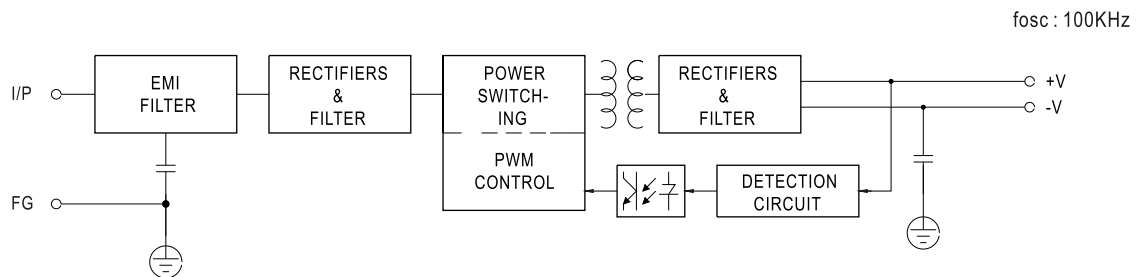 fosc : 100KHz
I/P
EMI
FILTER
RECTIFIERS
&
FILTER
POWER
SWITCH-
ING
RECTIFIERS
&
FILTER
+V
-V
PWM
CONTROL
DETECTION
CIRCUIT
FG